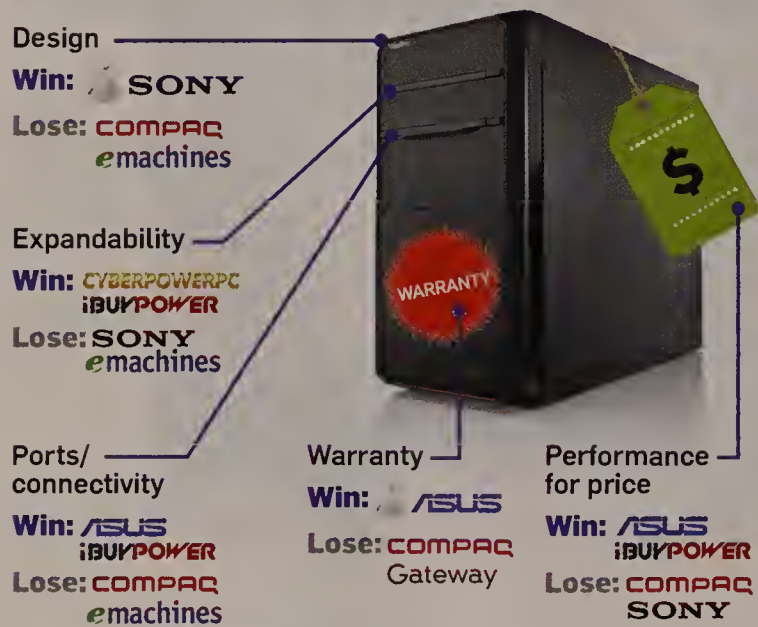 Design
Win: SONY
Lose: COMPAQ
emachines
Expandability
Win: CYBERPOWERPC
iBUYPOWER
Lose: SONY
emachines
Ports/
connectivity
Win: ASUS
iBUYPOWER
Lose: COMPAQ
emachines
WARRANTY
$
Warranty
Win: ASUS
Lose: COMPAQ
Gateway
Performance
for price
Win: ASUS
iBUYPOWER
Lose: COMPAQ
SONY